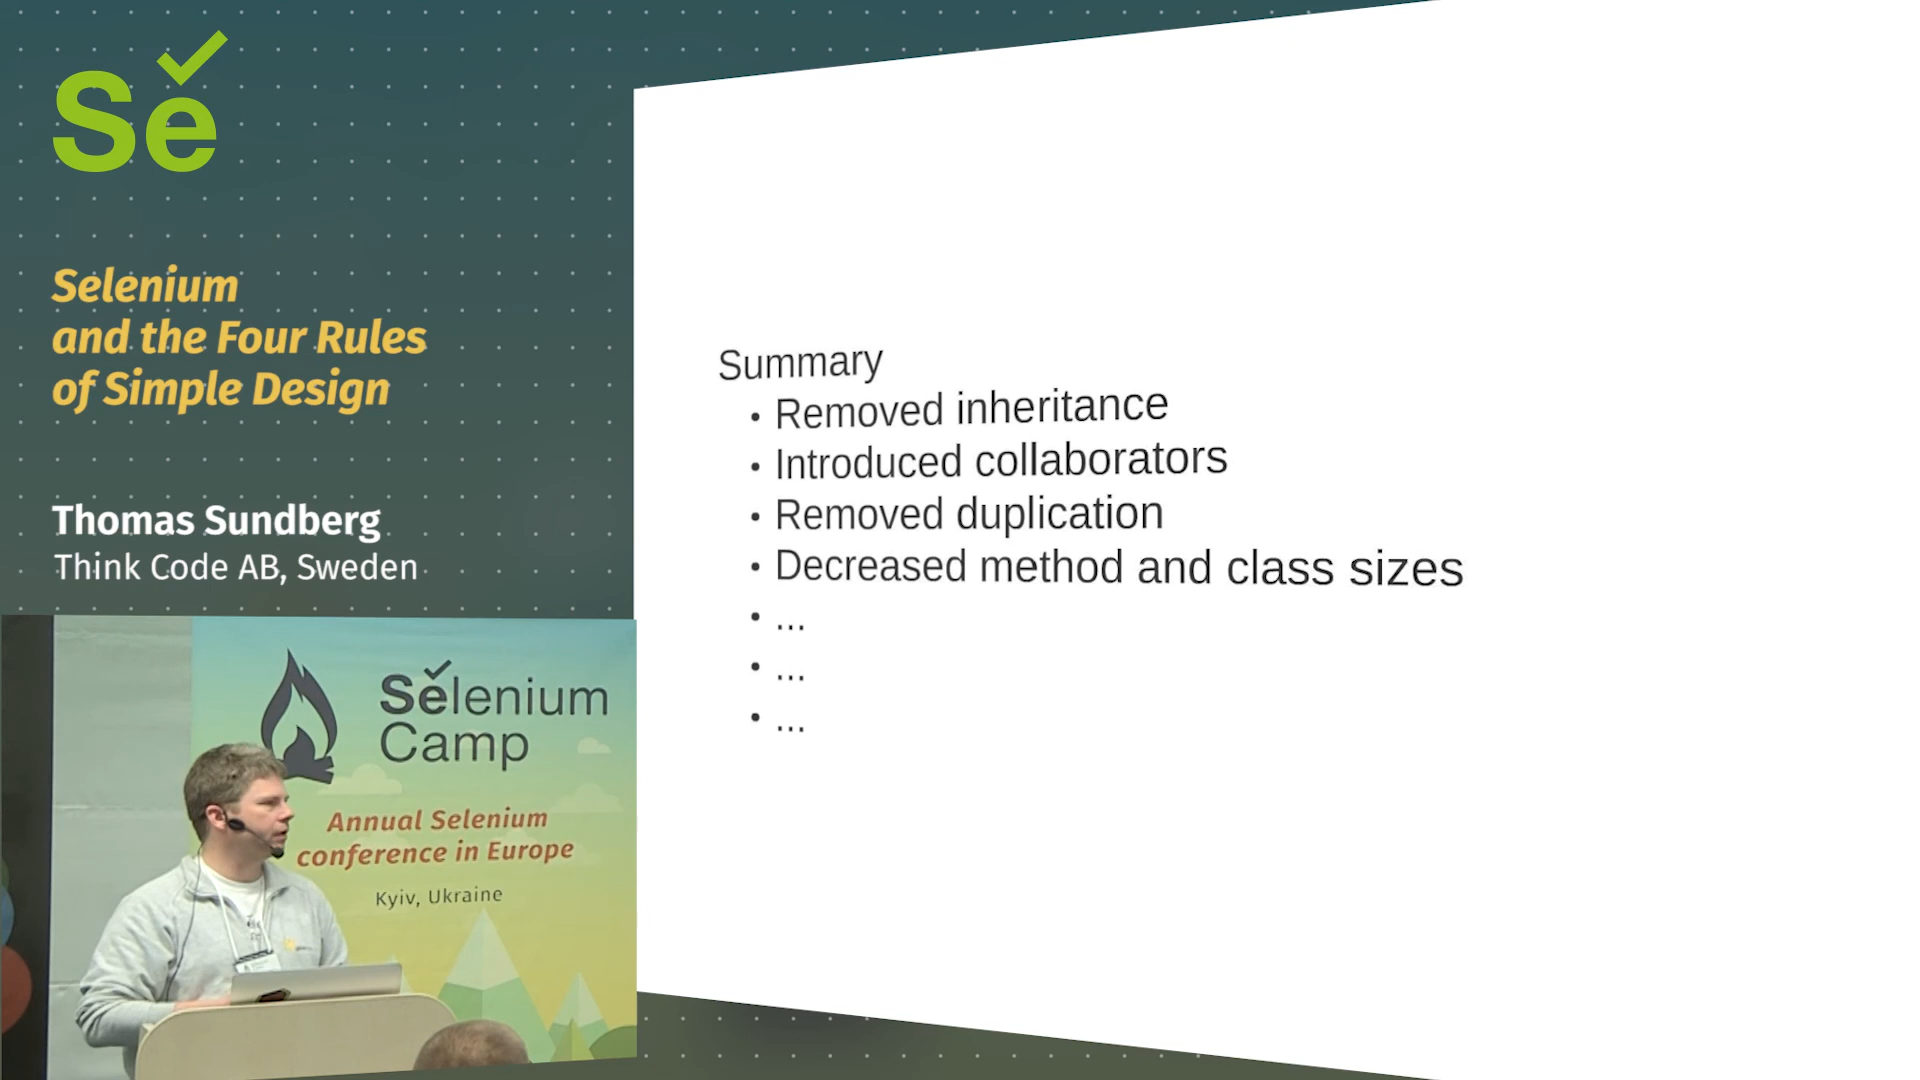 Se
Selenium
and the Four Rules
of Simple Design
Thomas Sundberg
Think Code AB, Sweden
Selenium
Camp
Annual Selenium
conference in Europe
Kyiv, Ukraine
Summary
• Removed inheritance
• Introduced collaborators
• Removed duplication
• Decreased method and class sizes
• ...
• ...
• ...